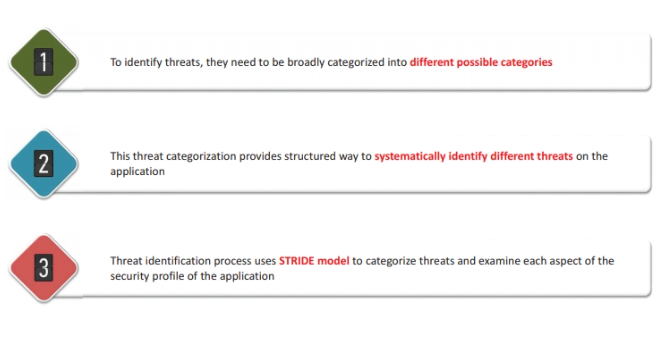 1
To identify threats, they need to be broadly categorized into different possible categories
2
This threat categorization provides structured way to systematically identify different threats on the
application
3
Threat identification process uses STRIDE model to categorize threats and examine each aspect of the
security profile of the application